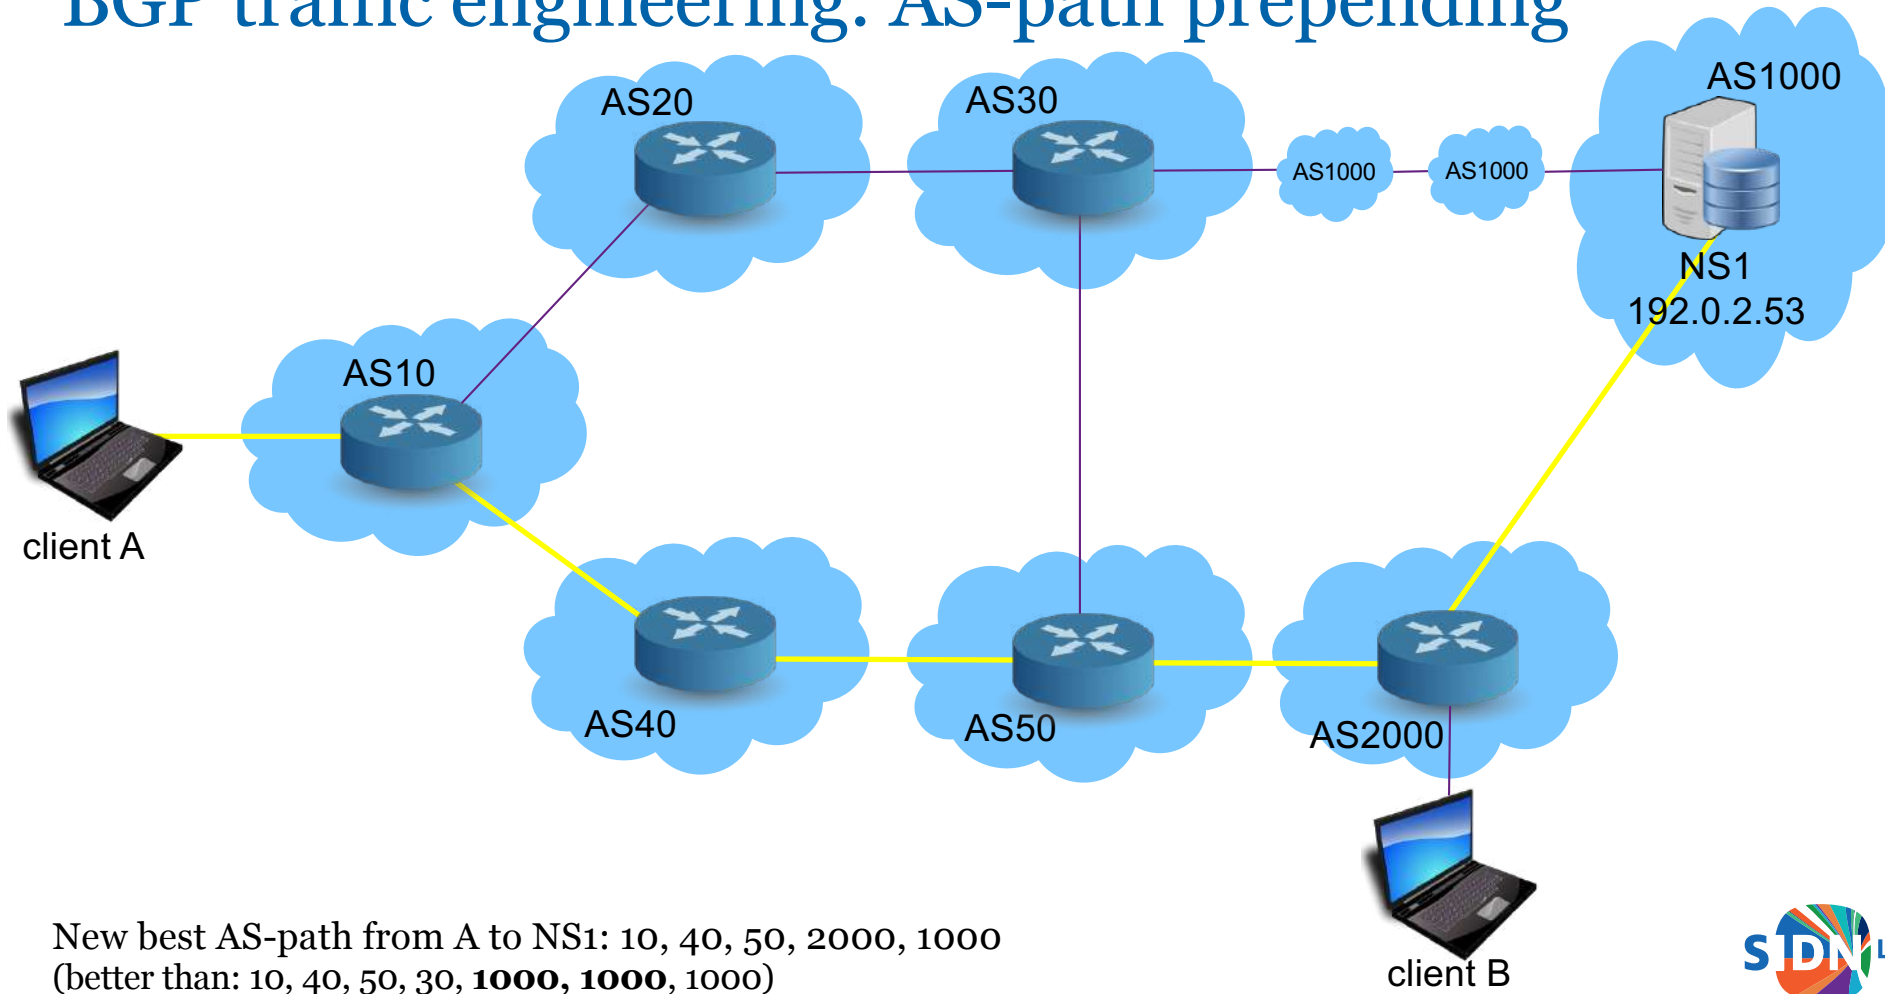 BGP traffic engineering: AS-path prepending
AS20
AS30
AS1000
AS1000
AS1000
NS1
192.0.2.53
AS10
client A
AS40
AS50
AS2000
client B
New best AS-path from A to NS1: 10, 40, 50, 2000, 1000
(better than: 10, 40, 50, 30, 1000, 1000, 1000)
SIDN L